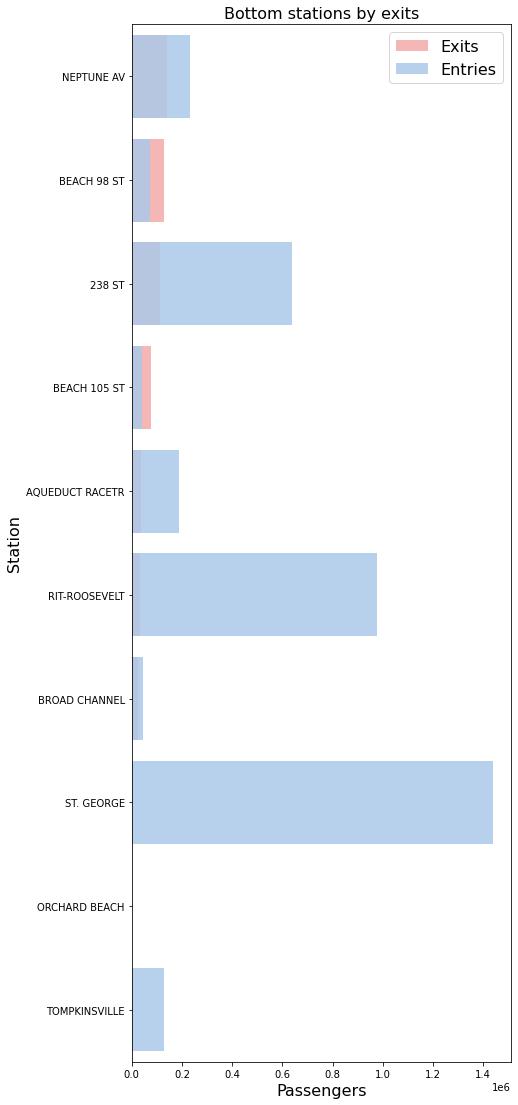 Bottom stations by exits
Exits
Entries
NEPTUNE AV
BEACH 98 ST
238 ST
BEACH 105 ST
AQUEDUCT RACETR
RIT-ROOSEVELT
BROAD CHANNEL
ST. GEORGE
ORCHARD BEACH
TOMPKINSVILLE
Station
0.0 0.2 0.4 0.6 0.8 1.0 1.2 1.4
1e6
Passengers